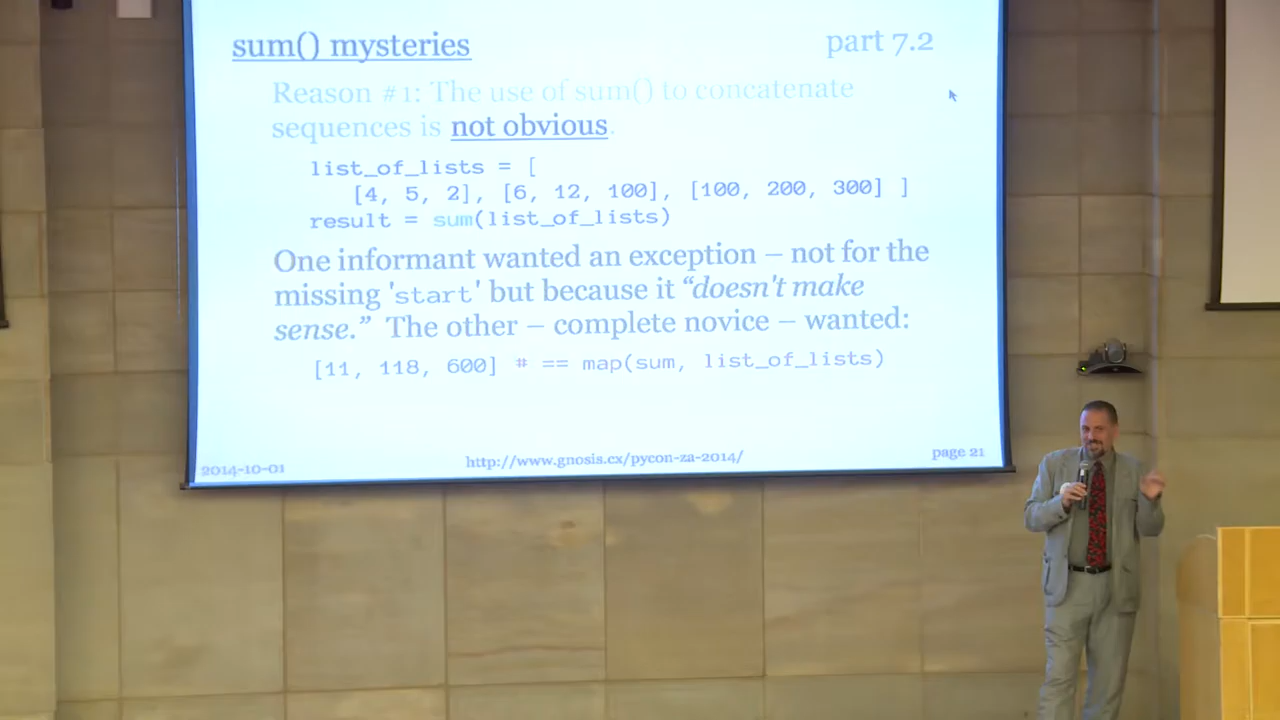 sum() mysteries part 7.2
Reason #1: The use of sum() to concatenate
sequences is not obvious.
list_of_lists = [
[4, 5, 2], [6, 12, 100], [100, 200, 300] ]
result = sum(list_of_lists)
One informant wanted an exception – not for the
missing 'start' but because it “doesn't make
sense.” The other – complete novice – wanted:
[11, 118, 600] # == map(sum, list_of_lists)
2014-10-01 http://www.gnosis.cx/pycon-za-2014/ page 21